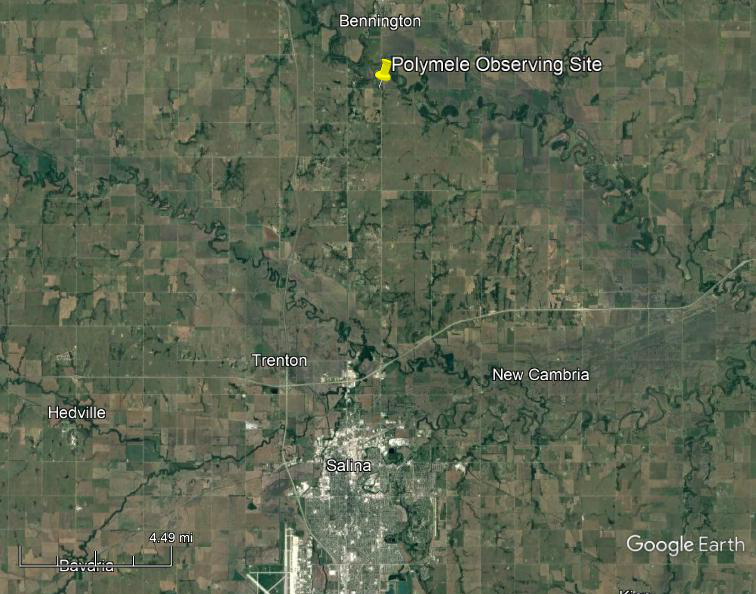 Bennington
Polymele Observing Site
Trenton
New Cambria
Hedville
Salina
4.49 mi
Google Earth
Bavaria